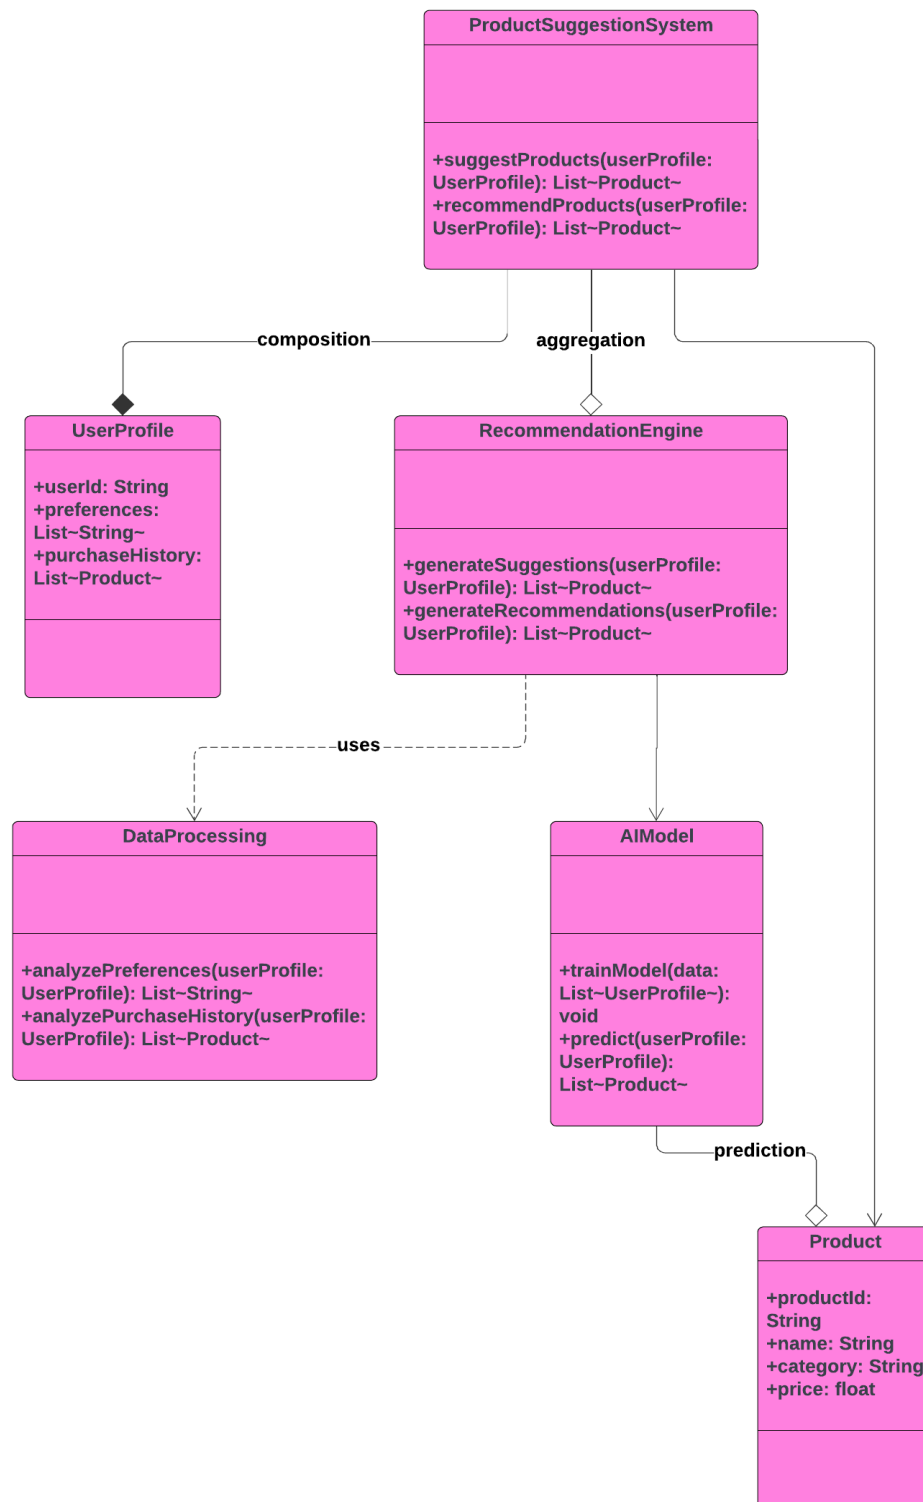 ProductSuggestionSystem
+suggestProducts(userProfile:
UserProfile): List~Product~
+recommendProducts(userProfile:
UserProfile): List~Product~
composition
aggregation
UserProfile
+userId: String
+preferences:
List~String~
+purchaseHistory:
List~Product~
RecommendationEngine
+generateSuggestions(userProfile:
UserProfile): List~Product~
+generateRecommendations(userProfile:
UserProfile): List~Product~
uses
DataProcessing
+analyzePreferences(userProfile:
UserProfile): List~String~
+analyzePurchaseHistory(userProfile:
UserProfile): List~Product~
AIModel
+trainModel(data:
List~UserProfile~):
void
+predict(userProfile:
UserProfile):
List~Product~
prediction
Product
+productId:
String
+name: String
+category: String
+price: float